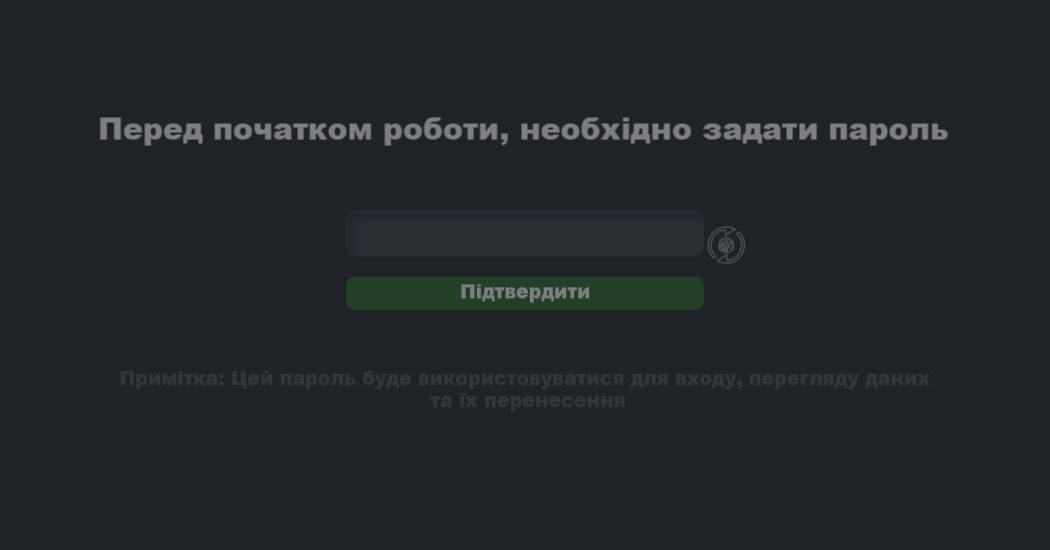 Перед початком роботи, необхідно задати пароль
Підтвердити
Примітка: Цей пароль буде використовуватися для входу, перегляду даних
та їх перенесення